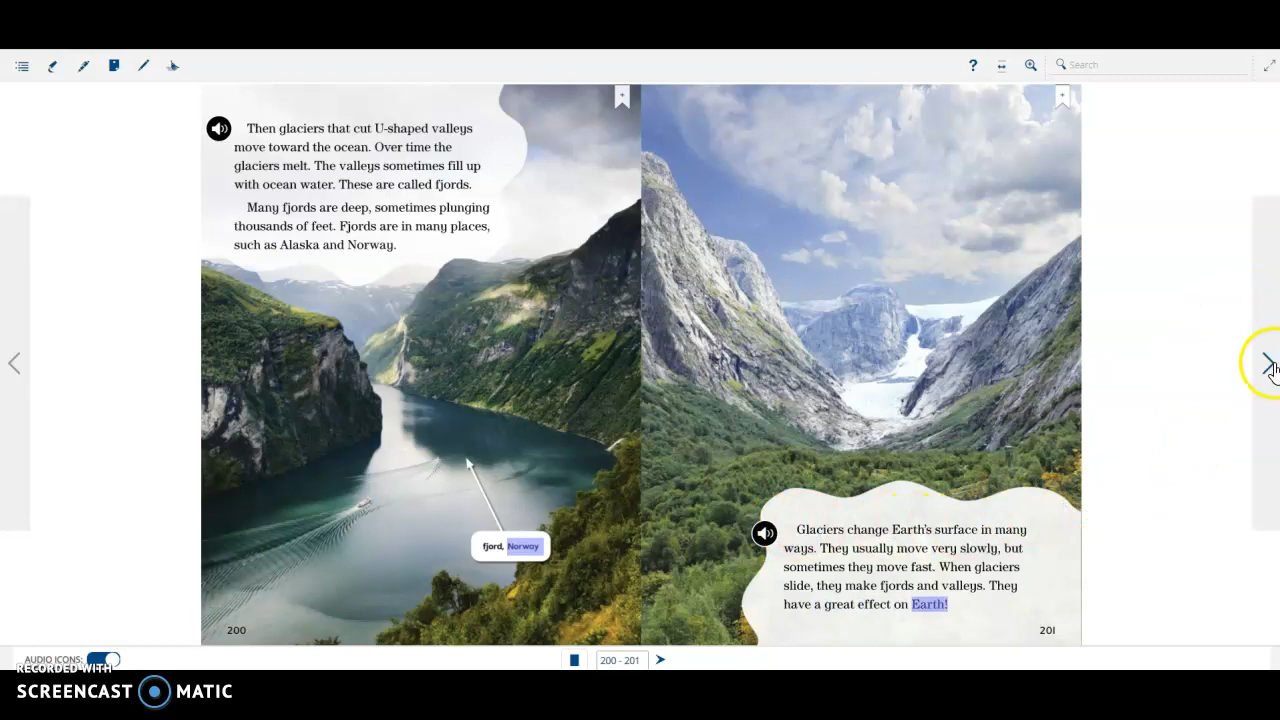 Search
Then glaciers that cut U-shaped valleys
move toward the ocean. Over time the
glaciers melt. The valleys sometimes fill up
with ocean water. These are called fjords.
Many fjords are deep, sometimes plunging
thousands of feet. Fjords are in many places,
such as Alaska and Norway.
fjord, Norway
200
Glaciers change Earth's surface in many
ways. They usually move very slowly, but
sometimes they move fast. When glaciers
slide, they make fjords and valleys. They
have a great effect on Earth!
201
AUDIO ICONS:
200 - 201
RECORDED WITH
SCREENCAST MATIC